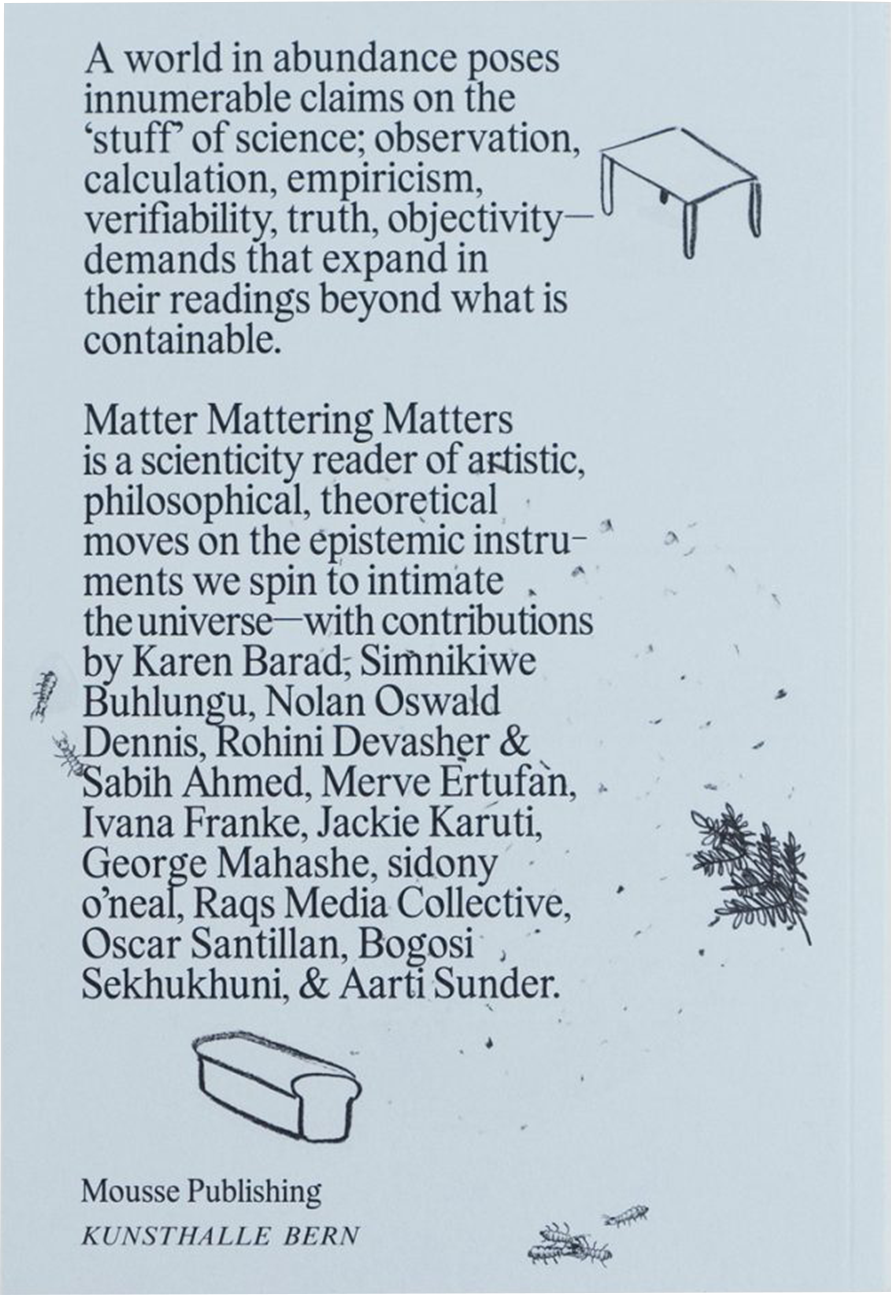 A world in abundance poses
innumerable claims on the
‘stuff’ of science; observation,
calculation, empiricism,
verifiability, truth, objectivity—
demands that expand in
their readings beyond what is
containable.
Matter Mattering Matters
is a scienticity reader of artistic,
philosophical, theoretical
moves on the epistemic instru-
ments we spin to intimate
the universe—with contributions
by Karen Barad, Simnikiwe
Buhlungu, Nolan Oswald
Dennis, Rohini Devasher &
Sabih Ahmed, Merve Ertufan,
Ivana Franke, Jackie Karuti,
George Mahashe, sidony
o’neal, Raqs Media Collective,
Oscar Santillan, Bogosi
Sekhukhuni, & Aarti Sunder.
Mousse Publishing
KUNSTHALLE BERN